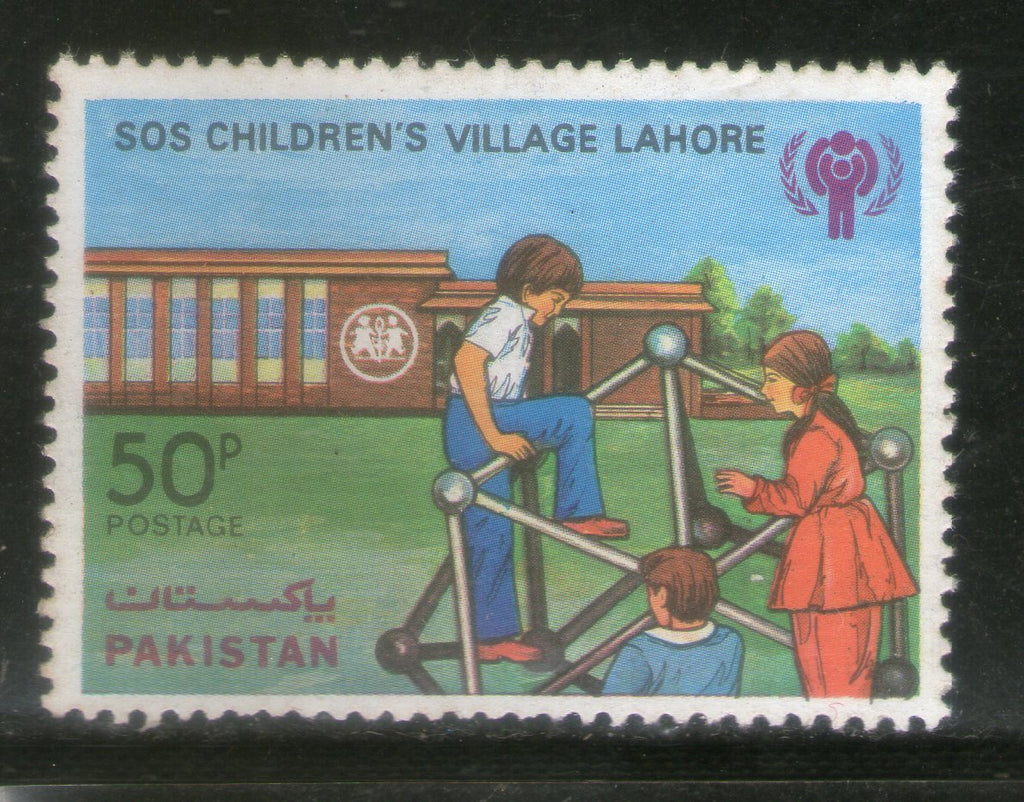 SOS CHILDREN'S VILLAGE LAHORE
50P
POSTAGE
پاکستان
PAKISTAN